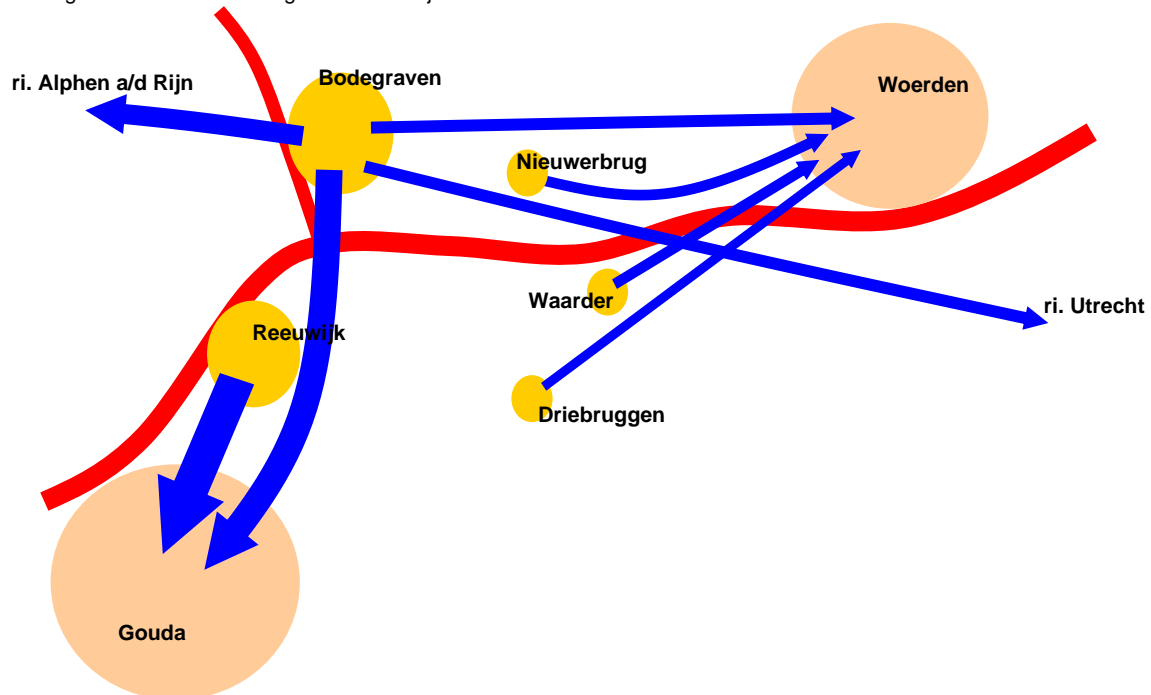 Bodegraven
Woerden
ri. Alphen a/d Rijn
Nieuwerbrug
Waarder
ri. Utrecht
Reeuwijk
Driebruggen
Gouda